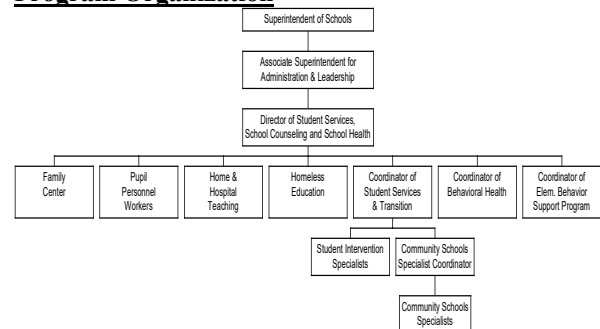 Program Organization
Superintendent of Schools
Associate Superintendent for
Administration & Leadership
Director of Student Services,
School Counseling and School Health
Family
Center
Pupil
Personnel
Workers
Home &
Hospital
Teaching
Homeless
Education
Coordinator of
Student Services
& Transition
Coordinator of
Behavioral Health
Coordinator of
Elem. Behavior
Support Program
Student Intervention
Specialists
Community Schools
Specialist Coordinator
Community Schools
Specialists